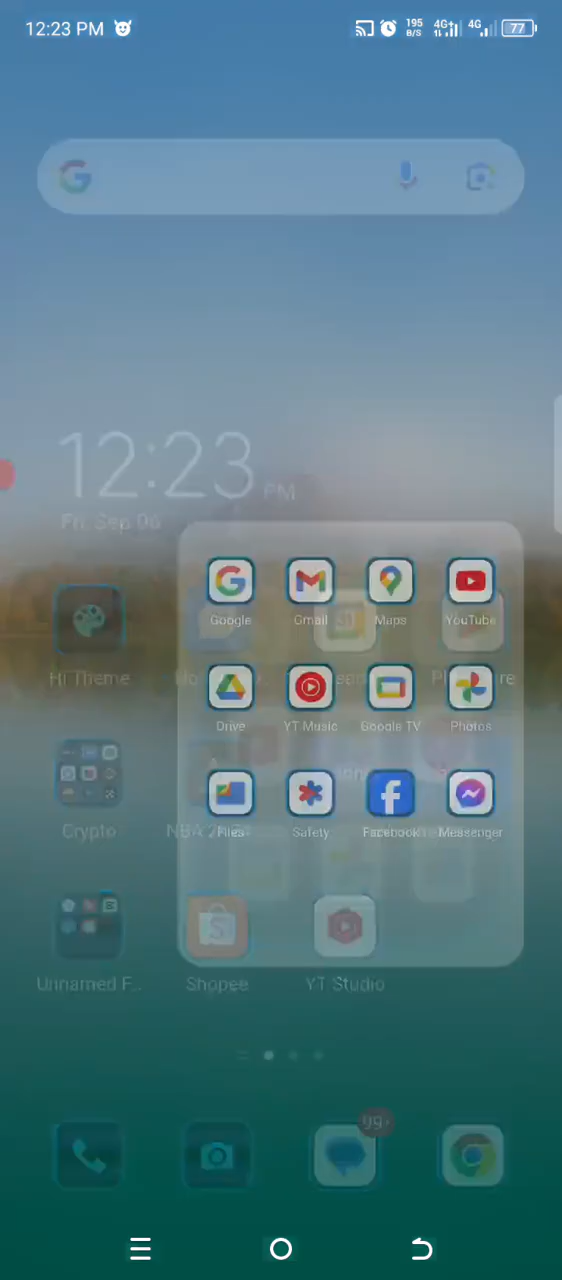 12:23 PM 195 B/S 4G+ 4G 77
12:23 PM
Fri, Sep 06
Google Gmail Maps YouTube
Hi Theme
Drive YT Music Google TV Photos
Crypto
Files Safety Facebook Messenger
Unnamed F... Shopee YT Studio
99+